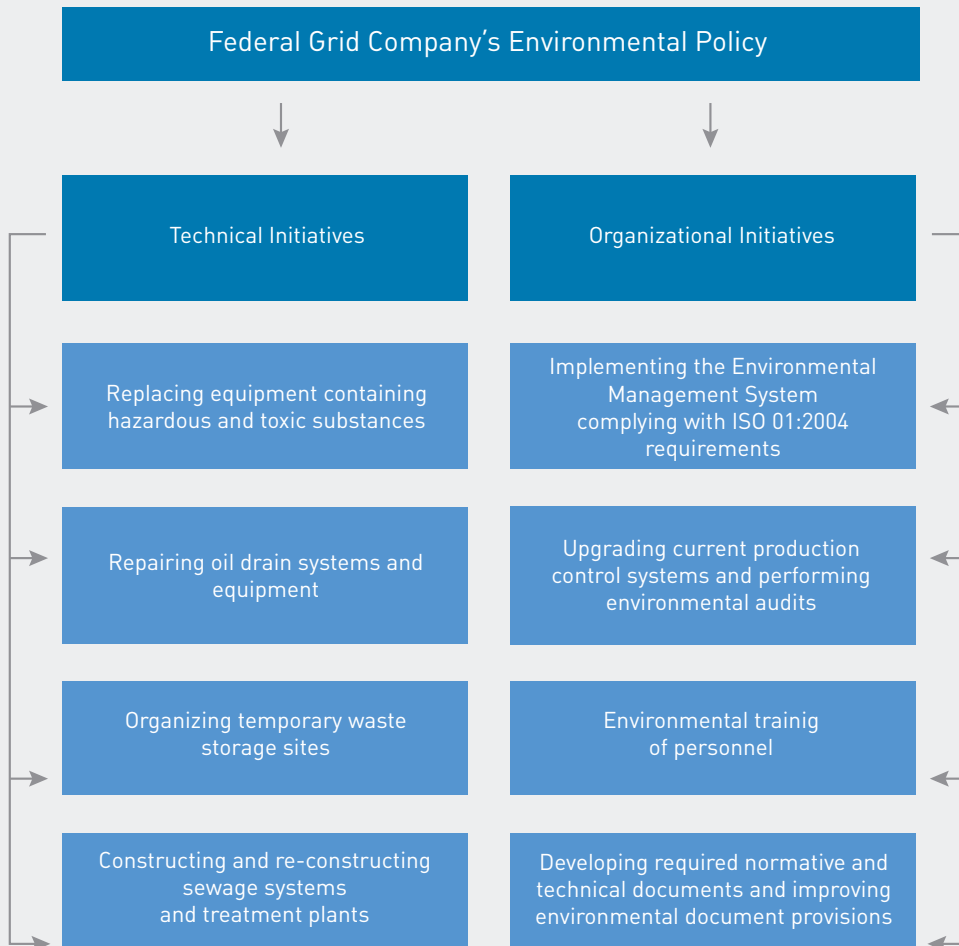 Federal Grid Company's Environmental Policy
Technical Initiatives
Organizational Initiatives
Replacing equipment containing
hazardous and toxic substances
Implementing the Environmental
Management System
complying with ISO 01:2004
requirements
Repairing oil drain systems and
equipment
Upgrading current production
control systems and performing
environmental audits
Organizing temporary waste
storage sites
Environmental trainig
of personnel
Constructing and re-constructing
sewage systems
and treatment plants
Developing required normative and
technical documents and improving
environmental document provisions